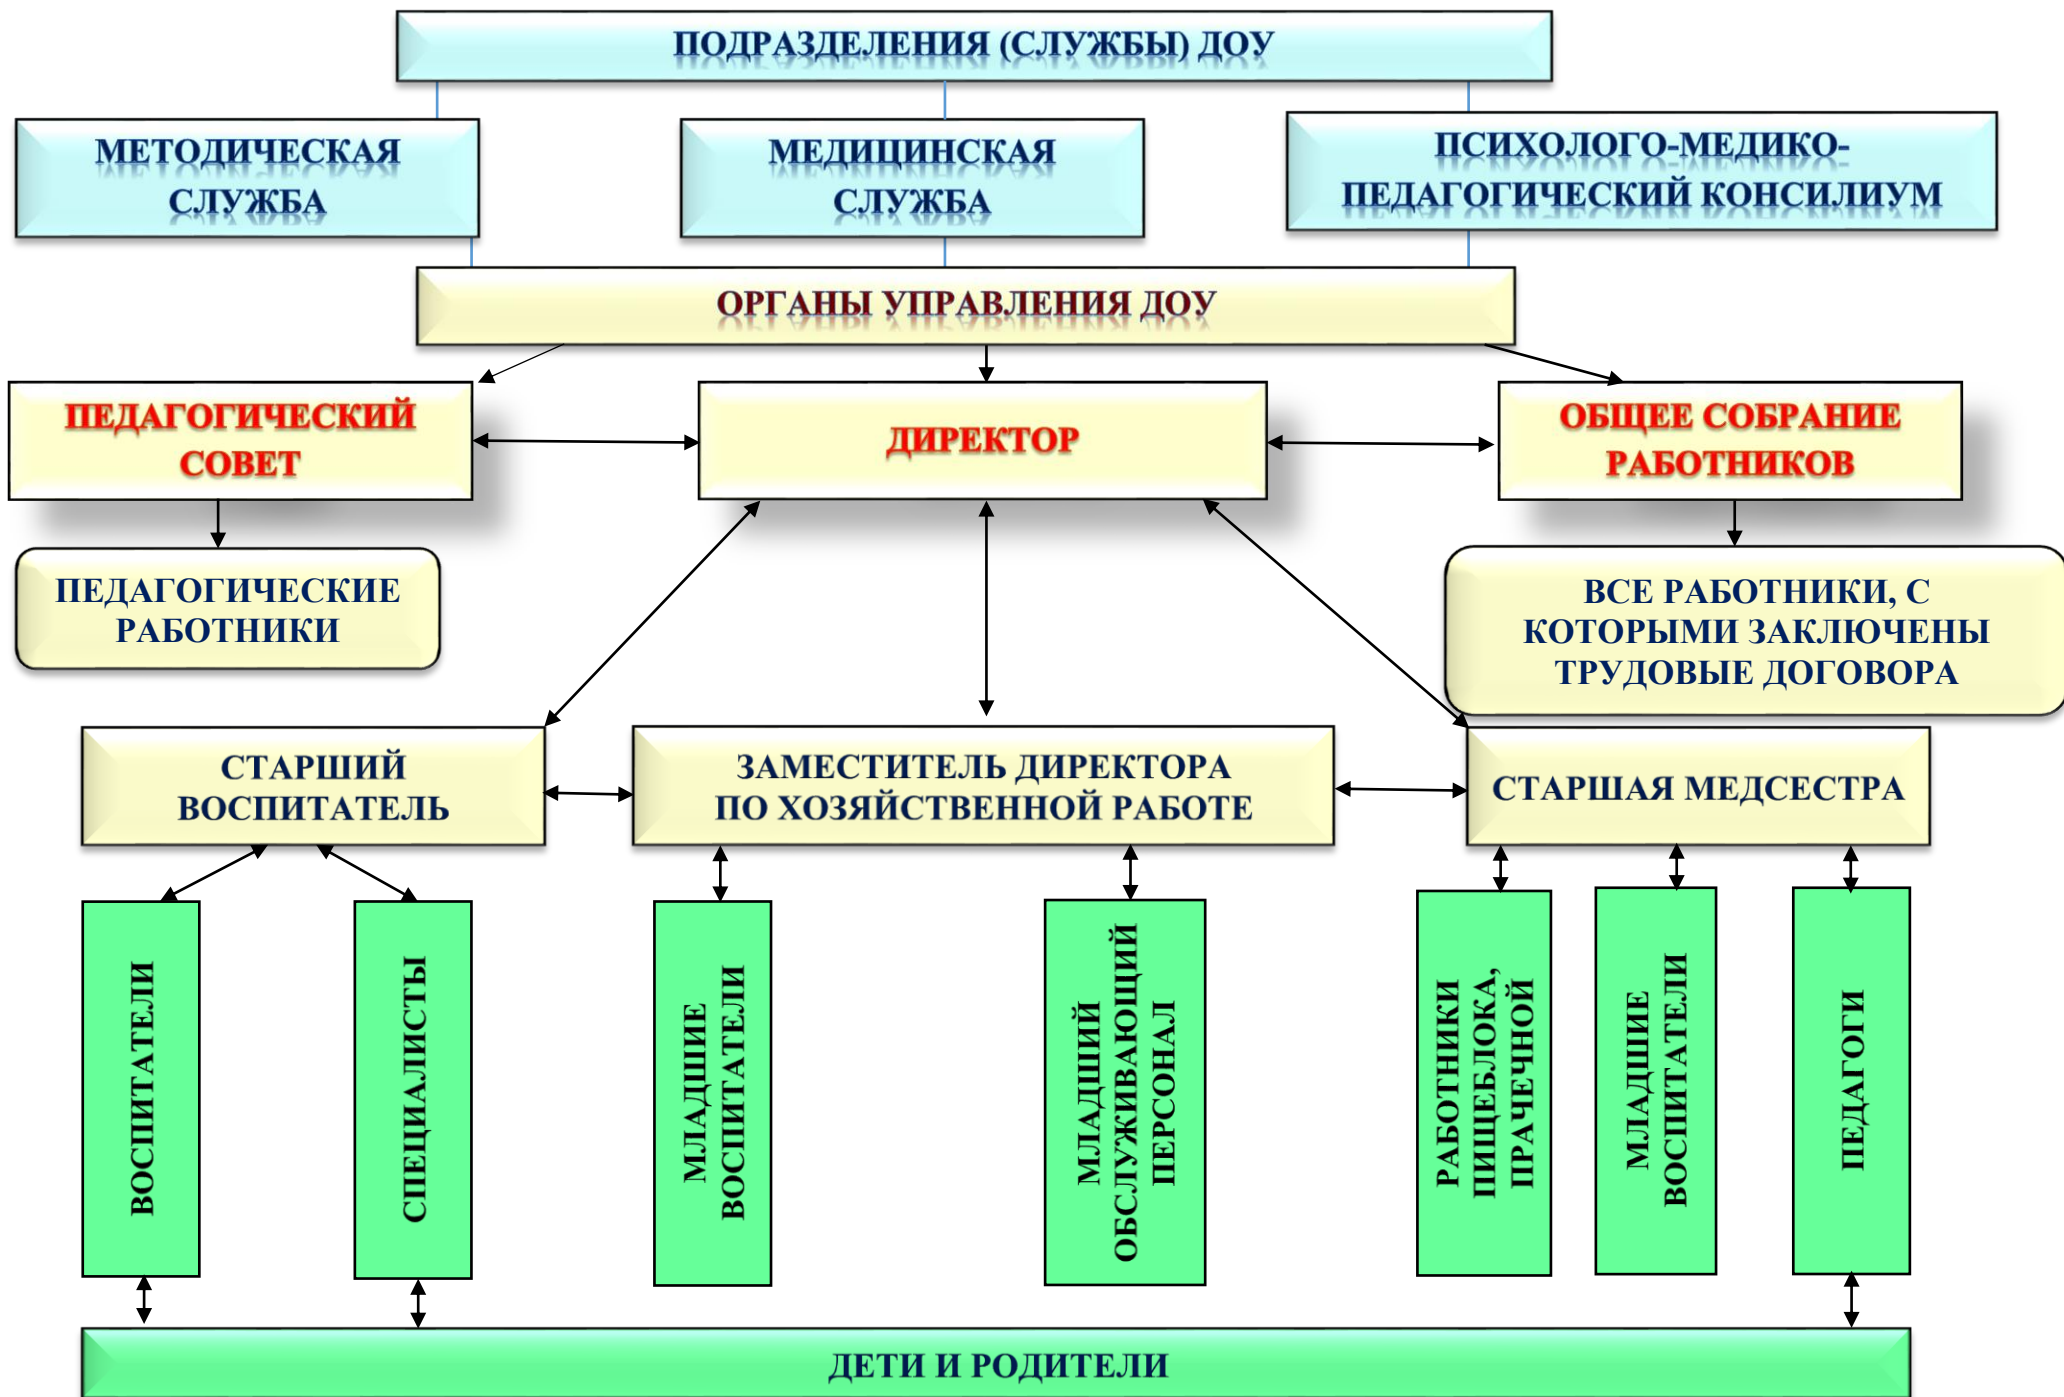 ПОДРАЗДЕЛЕНИЯ (СЛУЖБЫ) ДОУ
МЕТОДИЧЕСКАЯ
СЛУЖБА
МЕДИЦИНСКАЯ
СЛУЖБА
ПСИХОЛОГО-МЕДИКО-
ПЕДАГОГИЧЕСКИЙ КОНСИЛИУМ
ОРГАНЫ УПРАВЛЕНИЯ ДОУ
ПЕДАГОГИЧЕСКИЙ
СОВЕТ
ДИРЕКТОР
ОБЩЕЕ СОБРАНИЕ
РАБОТНИКОВ
ПЕДАГОГИЧЕСКИЕ
РАБОТНИКИ
ВСЕ РАБОТНИКИ, С
КОТОРЫМИ ЗАКЛЮЧЕНЫ
ТРУДОВЫЕ ДОГОВОРА
СТАРШИЙ
ВОСПИТАТЕЛЬ
ЗАМЕСТИТЕЛЬ ДИРЕКТОРА
ПО ХОЗЯЙСТВЕННОЙ РАБОТЕ
СТАРШАЯ МЕДСЕСТРА
ВОСПИТАТЕЛИ
СПЕЦИАЛИСТЫ
МЛАДШИЕ
ВОСПИТАТЕЛИ
МЛАДШИЙ
ОБСЛУЖИВАЮЩИЙ
ПЕРСОНАЛ
РАБОТНИКИ
ПИЩЕБЛОКА,
ПРАЧЕЧНОЙ
МЛАДШИЕ
ВОСПИТАТЕЛИ
ПЕДАГОГИ
ДЕТИ И РОДИТЕЛИ